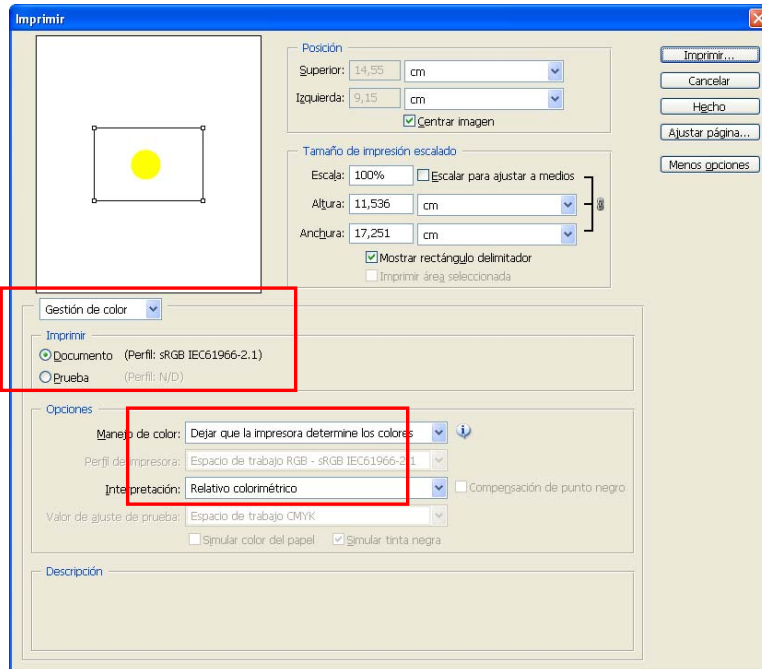 Imprimir
Posición
Superior: 14,55 cm
Izquierda: 9,15 cm
Centrar imagen
Tamaño de impresión escalado
Escala: 100% Escalar para ajustar a medios
Altura: 11,536 cm
Anchura: 17,251 cm
Mostrar rectángulo delimitador
Imprimir área seleccionada
Imprimir...
Cancelar
Hecho
Ajustar página...
Menos opciones
Gestión de color
Imprimir
Documento (Perfil: sRGB IEC61966-2.1)
Prueba (Perfil: N/D)
Opciones
Manejo de color: Dejar que la impresora determine los colores
Perfil de impresora: Espacio de trabajo RGB - sRGB IEC61966-2.1
Interpretación: Relativo colorimétrico Compensación de punto negro
Valor de ajuste de prueba: Espacio de trabajo CMYK
Simular color del papel Simular tinta negra
Descripción